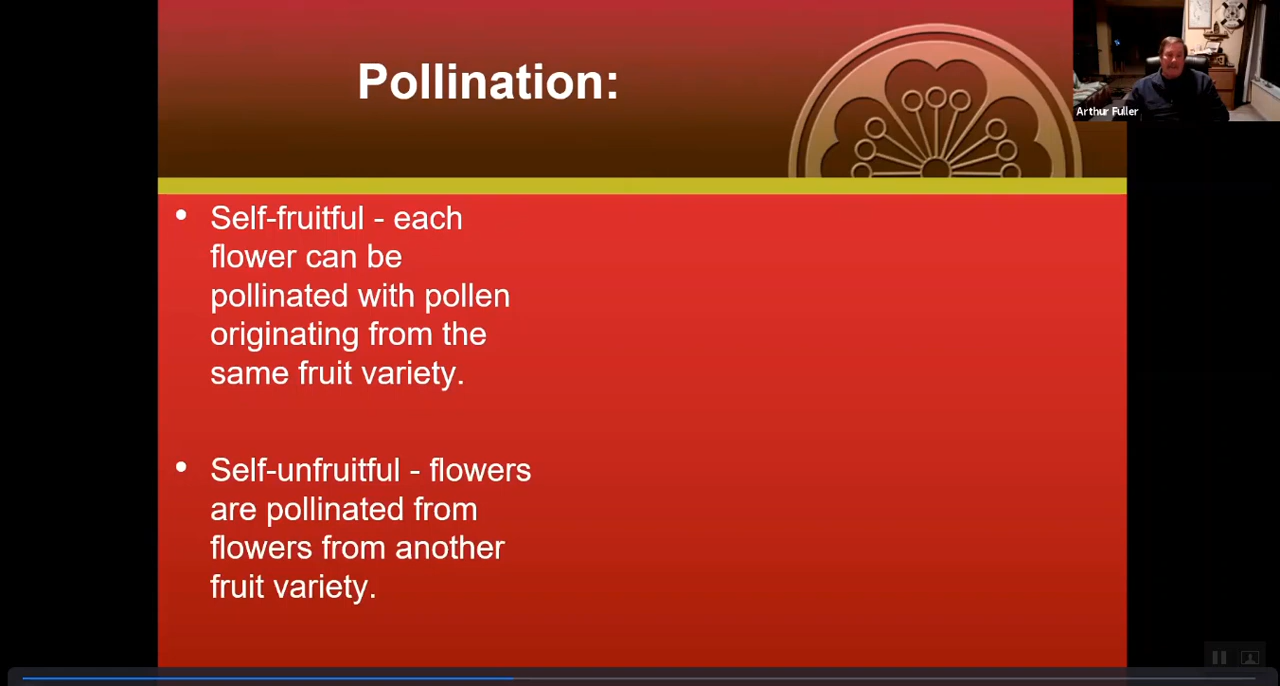 Pollination:
Arthur Fuller
• Self-fruitful - each
flower can be
pollinated with pollen
originating from the
same fruit variety.
• Self-unfruitful - flowers
are pollinated from
flowers from another
fruit variety.